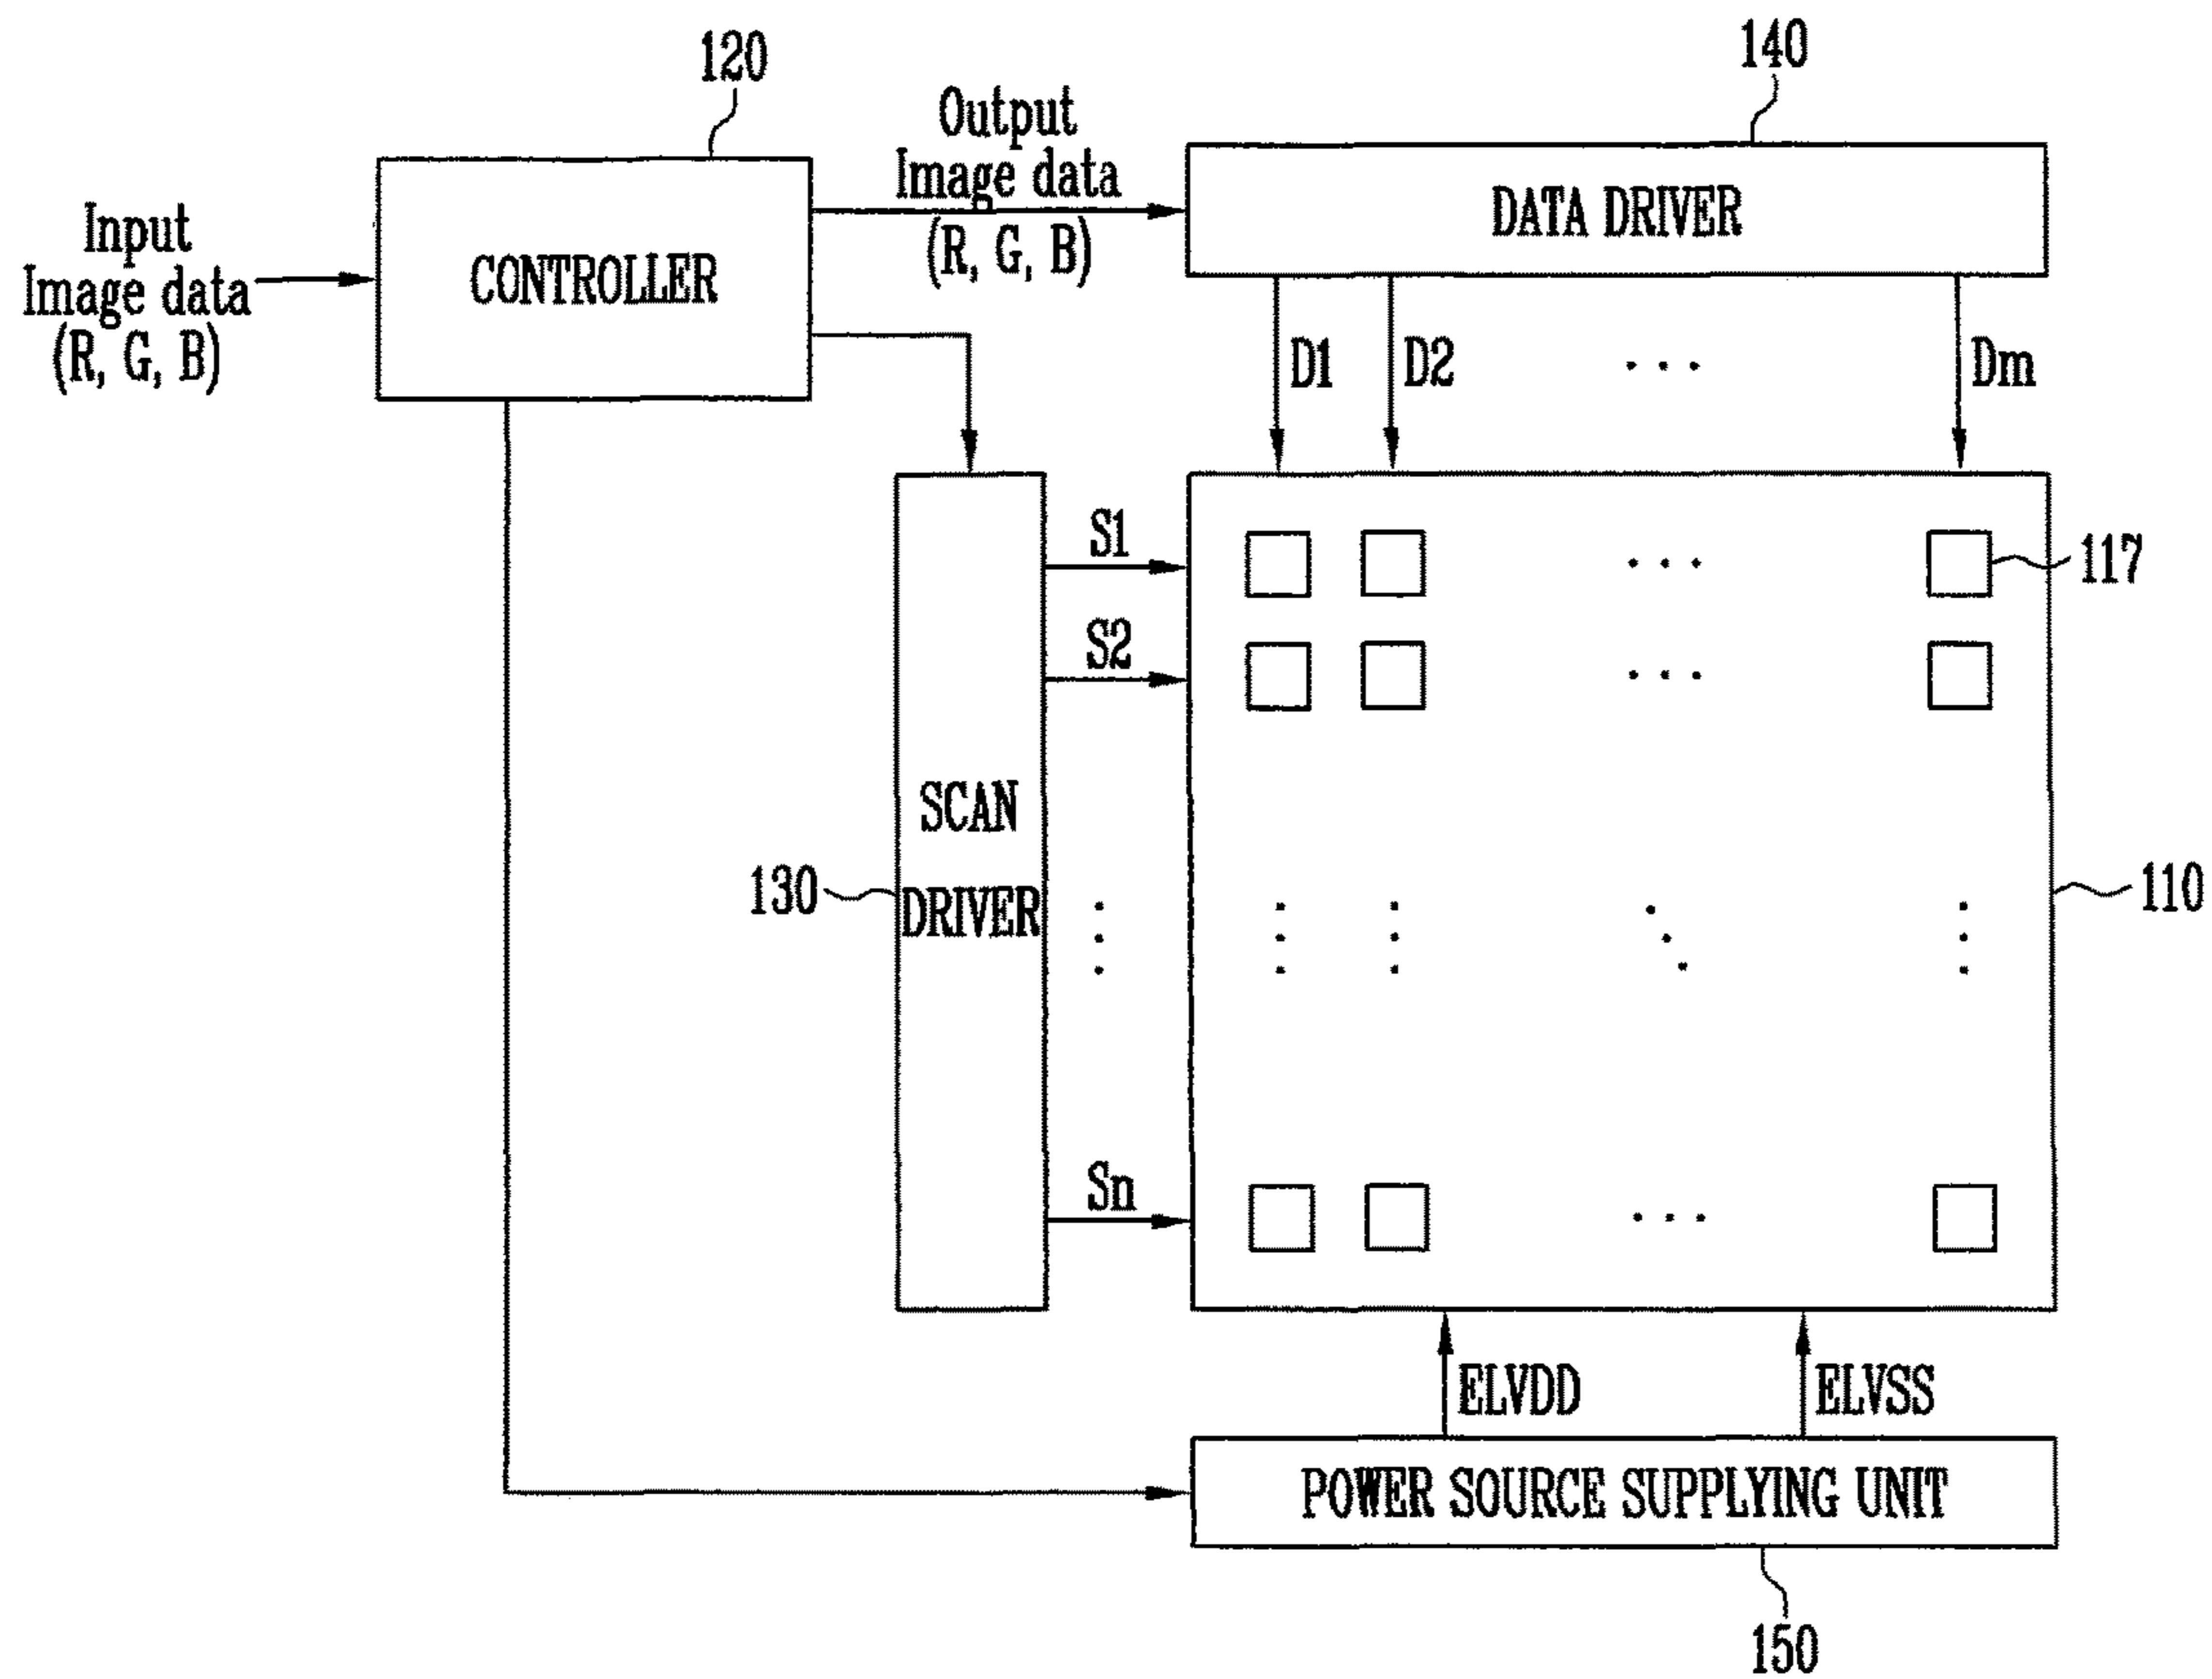 120
140
Output
Image data
(R, G, B)
DATA DRIVER
Input
Image data
(R, G, B)
CONTROLLER
D1
D2
. . .
Dm
S1
. . .
117
S2
. . .
SCAN
DRIVER
130
110
Sn
. . .
ELVDD
ELVSS
POWER SOURCE SUPPLYING UNIT
150